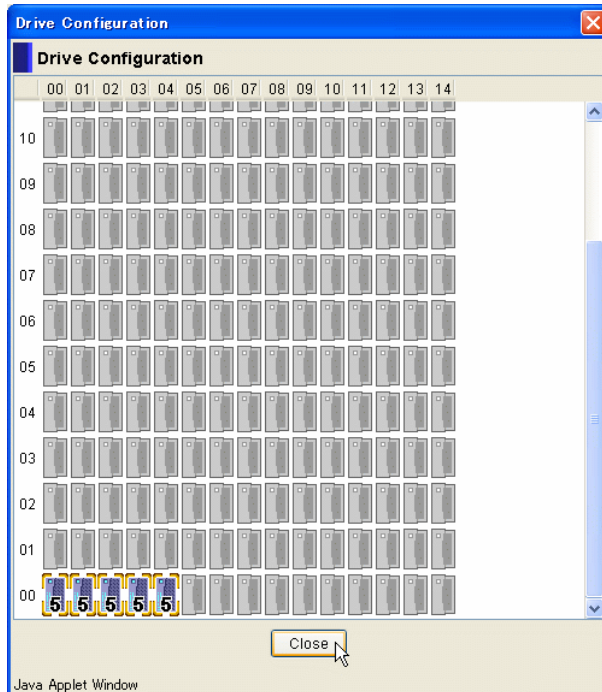 Drive Configuration
Drive Configuration
00 01 02 03 04 05 06 07 08 09 10 11 12 13 14
10
09
08
07
06
05
04
03
02
01
00 5 5 5 5 5
Close
Java Applet Window